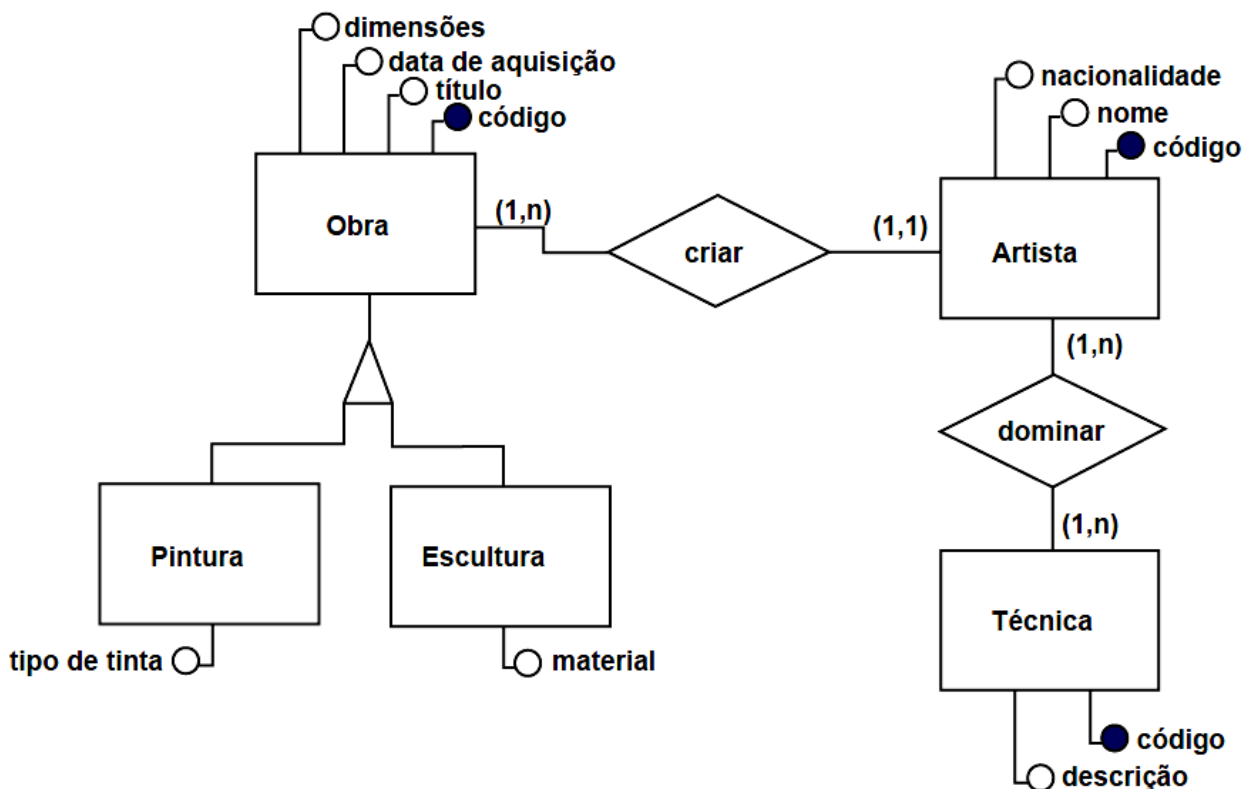 dimensões
data de aquisição
título
código
nacionalidade
nome
código
Obra
(1,n)
criar
(1,1)
Artista
(1,n)
dominar
(1,n)
Pintura
Escultura
Técnica
tipo de tinta
material
código
descrição